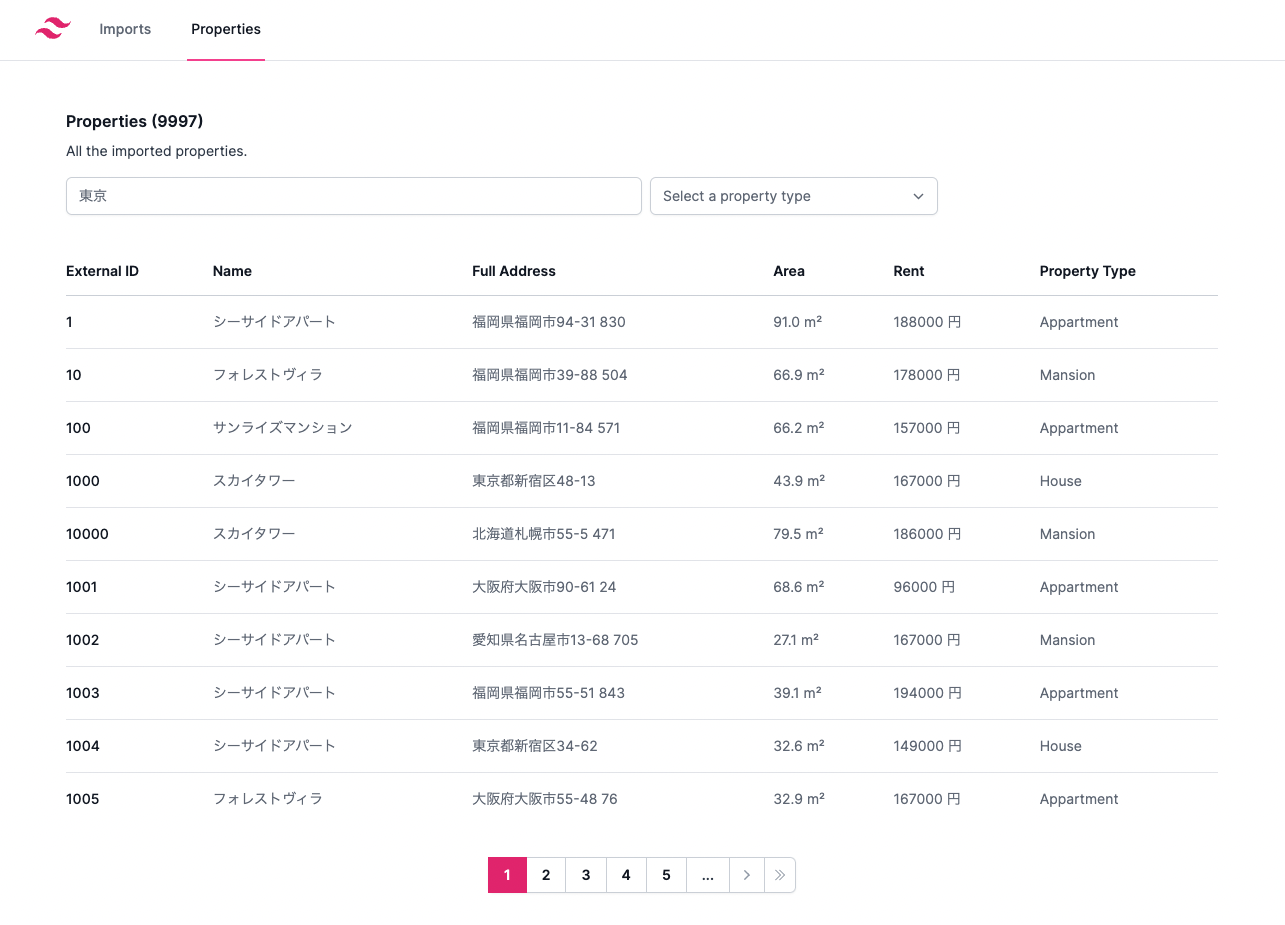 Imports Properties
Properties (9997)
All the imported properties.
東京 Select a property type
External ID Name Full Address Area Rent Property Type
1 シーサイドアパート 福岡県福岡市94-31 830 91.0 m² 188000 円 Appartment
10 フォレストヴィラ 福岡県福岡市39-88 504 66.9 m² 178000 円 Mansion
100 サンライズマンション 福岡県福岡市11-84 571 66.2 m² 157000 円 Appartment
1000 スカイタワー 東京都新宿区48-13 43.9 m² 167000 円 House
10000 スカイタワー 北海道札幌市55-5 471 79.5 m² 186000 円 Mansion
1001 シーサイドアパート 大阪府大阪市90-61 24 68.6 m² 96000 円 Appartment
1002 シーサイドアパート 愛知県名古屋市13-68 705 27.1 m² 167000 円 Mansion
1003 シーサイドアパート 福岡県福岡市55-51 843 39.1 m² 194000 円 Appartment
1004 シーサイドアパート 東京都新宿区34-62 32.6 m² 149000 円 House
1005 フォレストヴィラ 大阪府大阪市55-48 76 32.9 m² 167000 円 Appartment
1 2 3 4 5 ...